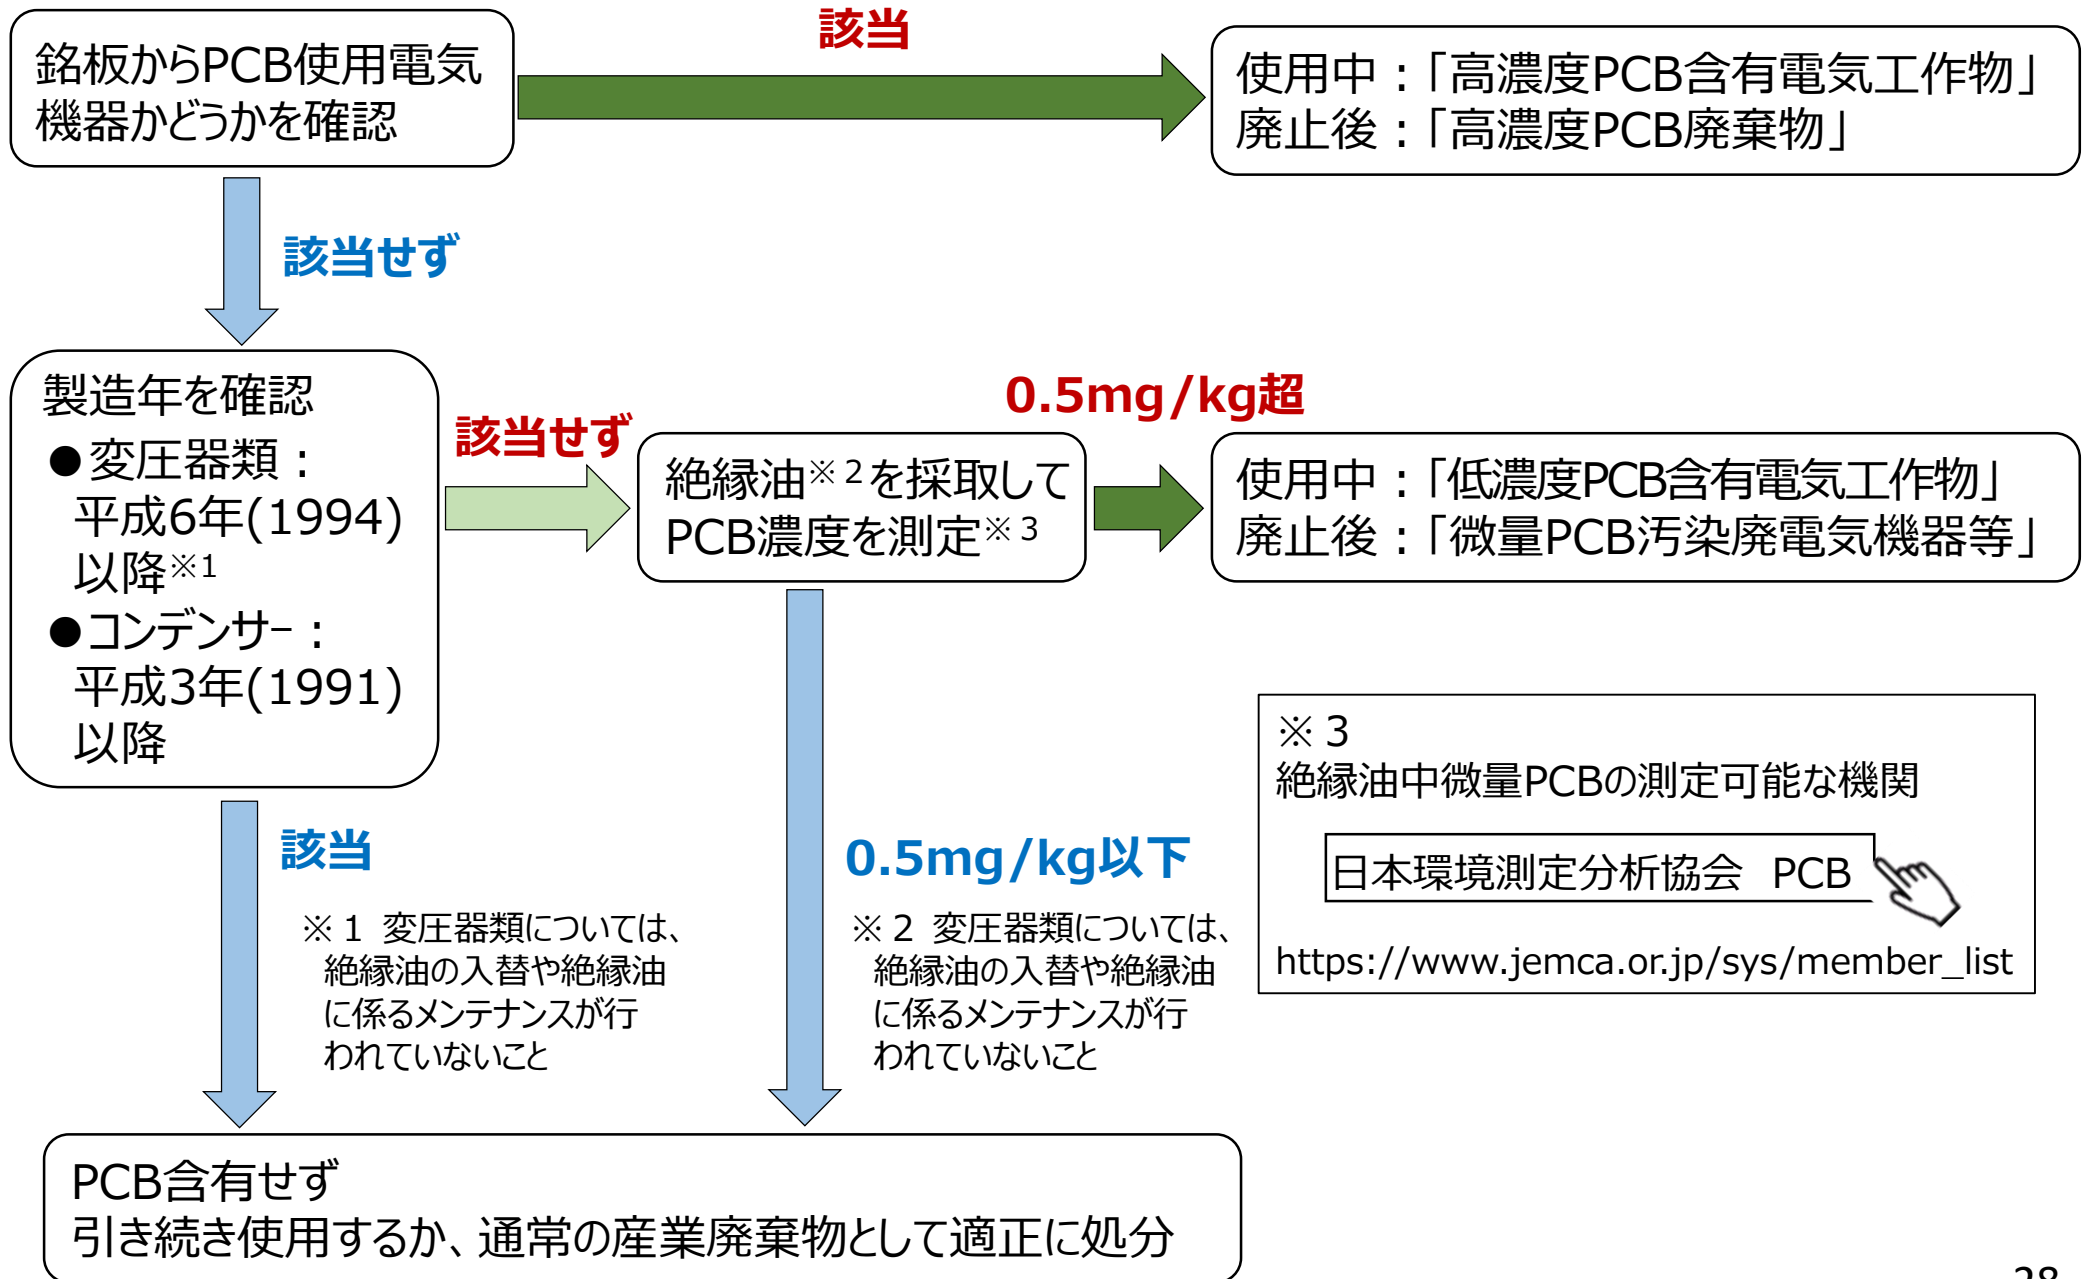 銘板からPCB使用電気
機器かどうかを確認
該当
使用中：「高濃度PCB含有電気工作物」
廃止後：「高濃度PCB廃棄物」
該当せず
製造年を確認
●変圧器類：
平成6年(1994)
以降※1
●コンデンサｰ：
平成3年(1991)
以降
該当せず
絶縁油※２を採取して
PCB濃度を測定※３
0.5mg/kg超
使用中：「低濃度PCB含有電気工作物」
廃止後：「微量PCB汚染廃電気機器等」
該当
※１ 変圧器類については、
絶縁油の入替や絶縁油
に係るメンテナンスが行
われていないこと
0.5mg/kg以下
※２ 変圧器類については、
絶縁油の入替や絶縁油
に係るメンテナンスが行
われていないこと
※３
絶縁油中微量PCBの測定可能な機関
日本環境測定分析協会　PCB
https://www.jemca.or.jp/sys/member_list
PCB含有せず
引き続き使用するか、通常の産業廃棄物として適正に処分
28